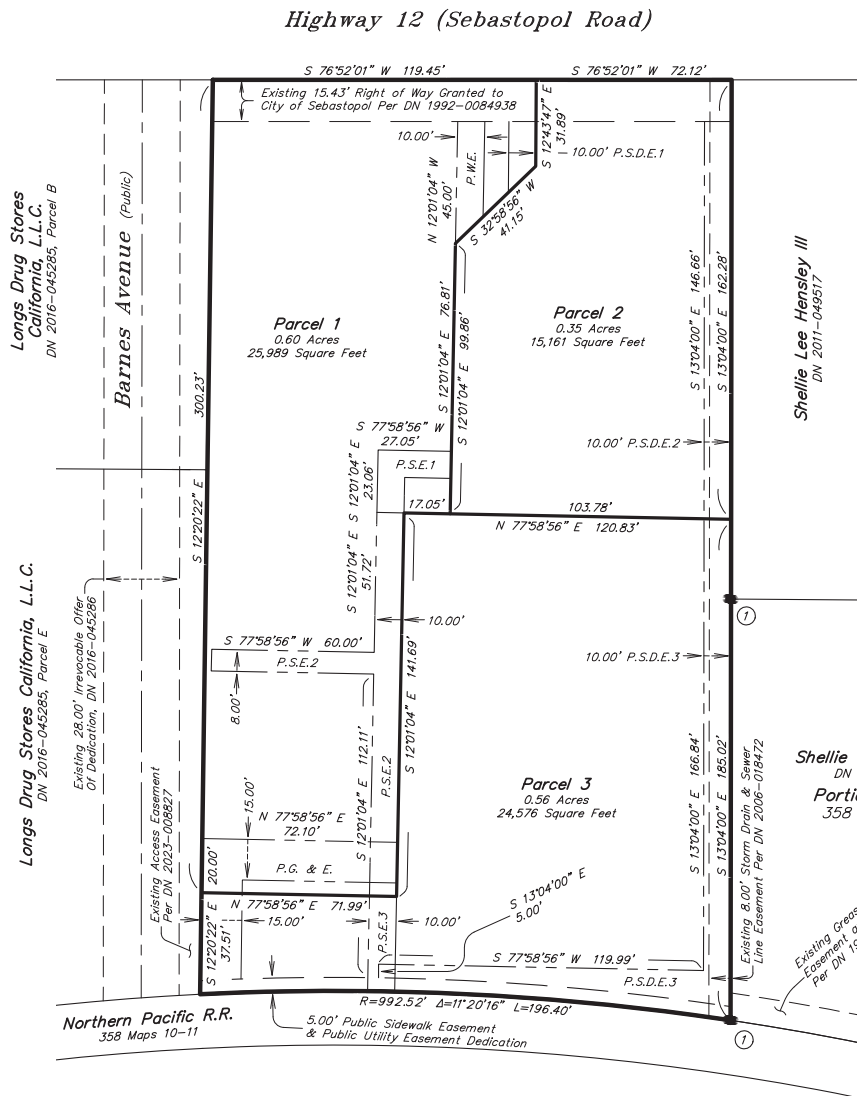 Highway 12 (Sebastopol Road)
S 76°52'01" W 119.45'
S 76°52'01" W 72.12'
Existing 15.43' Right of Way Granted to
City of Sebastopol Per DN 1992-0084938
10.00'
P.W.E.
S 12°43'47" E
31.89'
10.00' P.S.D.E.1
N 12°01'04" W
45.00'
S 32°58'56" W
41.15'
Longs Drug Stores
California, L.L.C.
DN 2016-045285, Parcel B
Barnes Avenue (Public)
300.23'
S 12°20'22" E
Parcel 1
0.60 Acres
25,989 Square Feet
S 12°01'04" E 76.81'
S 12°01'04" E 99.86'
Parcel 2
0.35 Acres
15,161 Square Feet
S 13°04'00" E 146.66'
S 13°04'00" E 162.28'
Shellie Lee Hensley III
DN 2011-049517
S 77°58'56" W
27.05'
P.S.E.1
S 12°01'04" E
23.06'
17.05'
10.00' P.S.D.E.2
103.78'
N 77°58'56" E 120.83'
S 12°01'04" E
51.72'
10.00'
1
Longs Drug Stores California, L.L.C.
DN 2016-045285, Parcel E
Existing 28.00' Irrevocable Offer
Of Dedication, DN 2016-045286
S 77°58'56" W 60.00'
P.S.E.2
8.00'
S 12°01'04" E 141.69'
10.00' P.S.D.E.3
S 12°01'04" E 112.11'
P.S.E.2
Parcel 3
0.56 Acres
24,576 Square Feet
S 13°04'00" E 166.84'
S 13°04'00" E 185.02'
Existing 8.00' Storm Drain & Sewer
Line Easement Per DN 2006-018472
Shellie
DN
Portio
358
Existing Access Easement
Per DN 2023-008827
15.00'
N 77°58'56" E
72.10'
20.00'
P.G. & E.
N 77°58'56" E 71.99'
S 12°20'22" E
37.51'
15.00'
P.S.E.3
10.00'
S 13°04'00" E
5.00'
S 77°58'56" W 119.99'
P.S.D.E.3
Existing Greas
Easement a
Per DN 19
R=992.52' Δ=11°20'16" L=196.40'
Northern Pacific R.R.
358 Maps 10-11
5.00' Public Sidewalk Easement
& Public Utility Easement Dedication
1